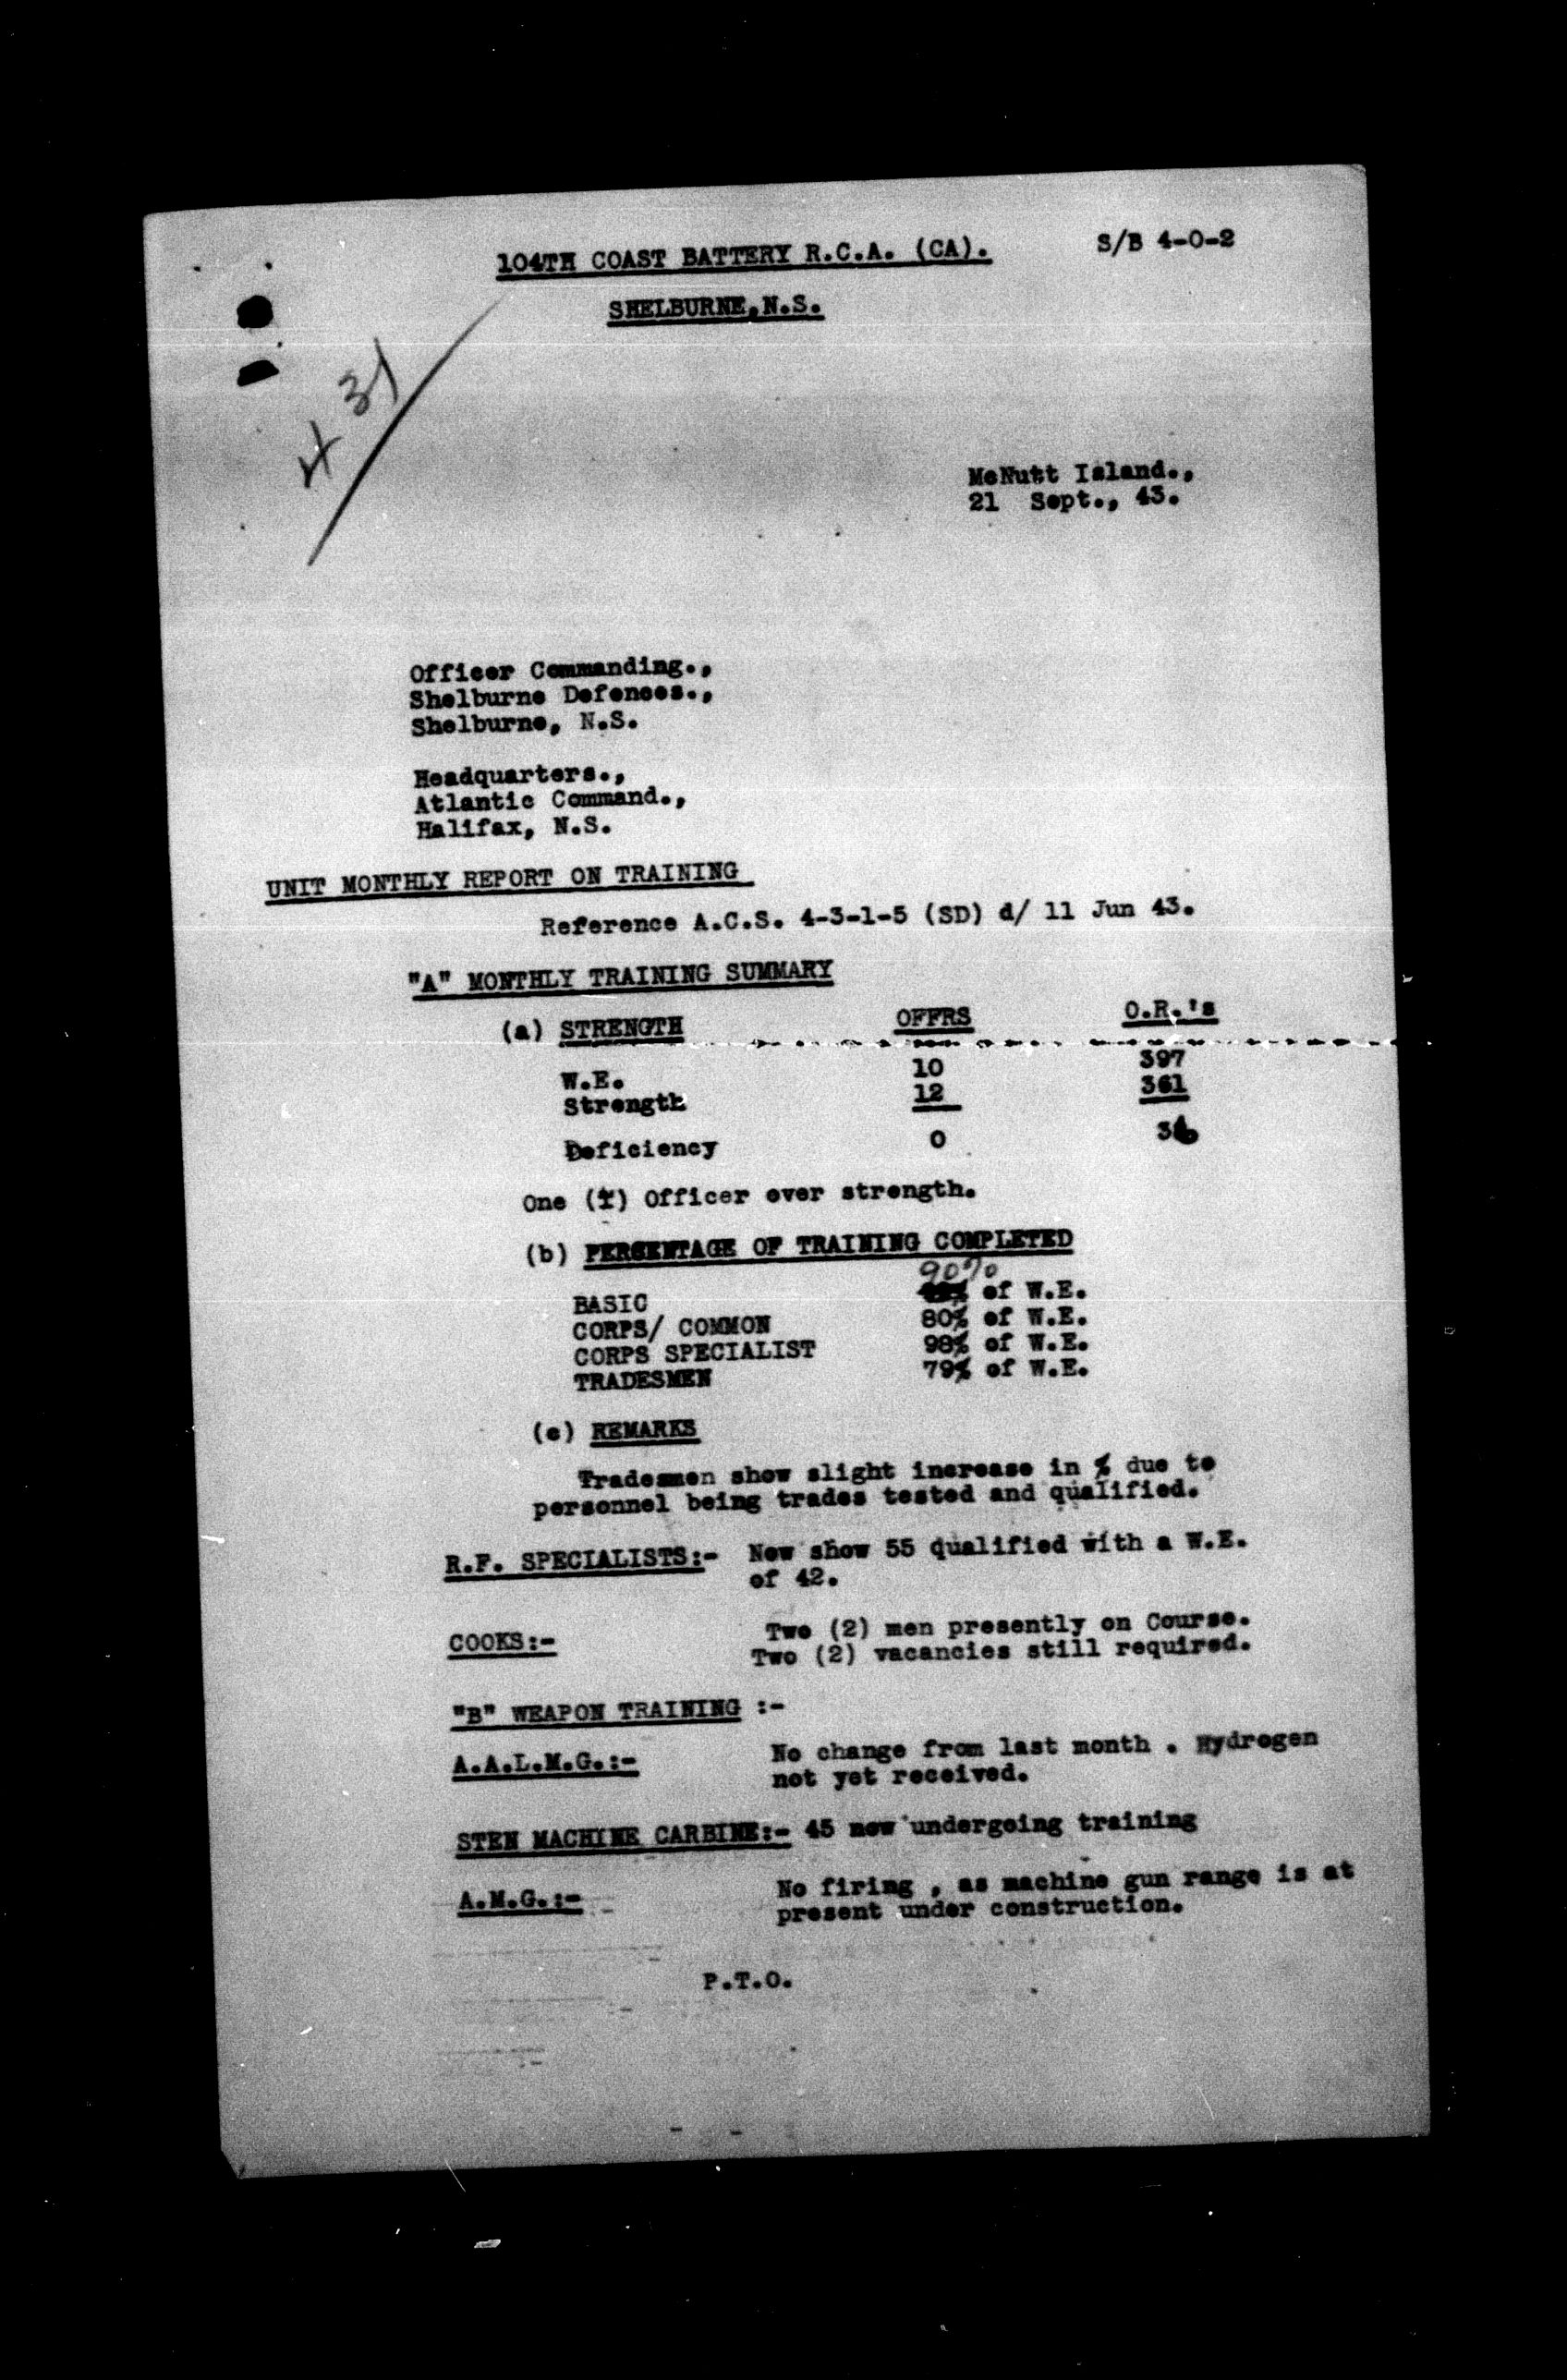 104TH COAST BATTERY R.C.A. (CA).
S/B 4-0-2
SHELBURNE, N.S.
McNutt Island.,
21 Sept., 43.
Officer Commanding.,
Shelburne Defences.,
Shelburne, N.S.
Headquarters.,
Atlantic Command.,
Halifax, N.S.
UNIT MONTHLY REPORT ON TRAINING
Reference A.C.S. 4-3-1-5 (SD) d/ 11 Jun 43.
"A" MONTHLY TRAINING SUMMARY
(a) STRENGTH OFFRS O.R.'s
W.E. 10 397
Strength 12 361
Deficiency 0 36
One (1) Officer over strength.
(b) PERCENTAGE OF TRAINING COMPLETED
90%
BASIC of W.E.
CORPS/ COMMON 80% of W.E.
CORPS SPECIALIST 98% of W.E.
TRADESMEN 79% of W.E.
(c) REMARKS
Tradesmen show slight increase in % due to
personnel being trades tested and qualified.
R.F. SPECIALISTS:- Now show 55 qualified with a W.E.
of 42.
COOKS:- Two (2) men presently on Course.
Two (2) vacancies still required.
"B" WEAPON TRAINING :-
A.A.L.M.G.:- No change from last month . Hydrogen
not yet received.
STEN MACHINE CARBINE:- 45 now undergoing training
A.M.G.:- No firing , as machine gun range is at
present under construction.
P.T.O.